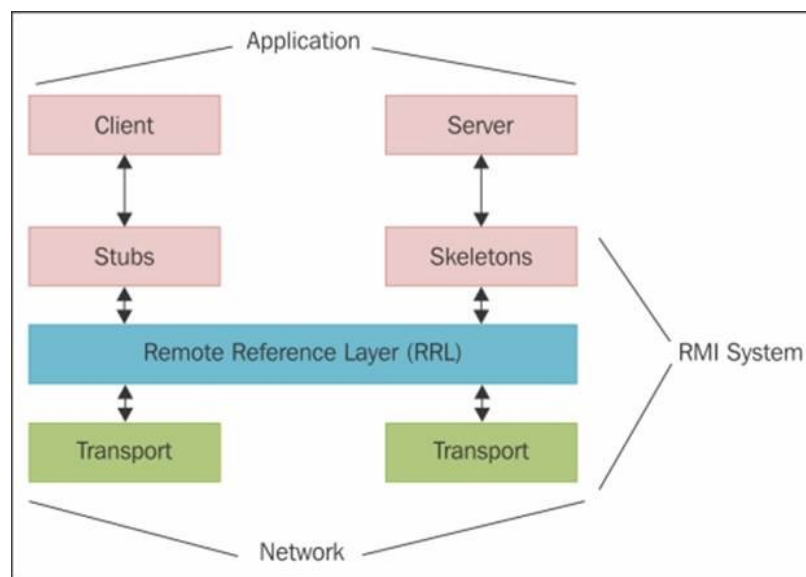 Application
Client
Server
Stubs
Skeletons
Remote Reference Layer (RRL)
RMI System
Transport
Transport
Network